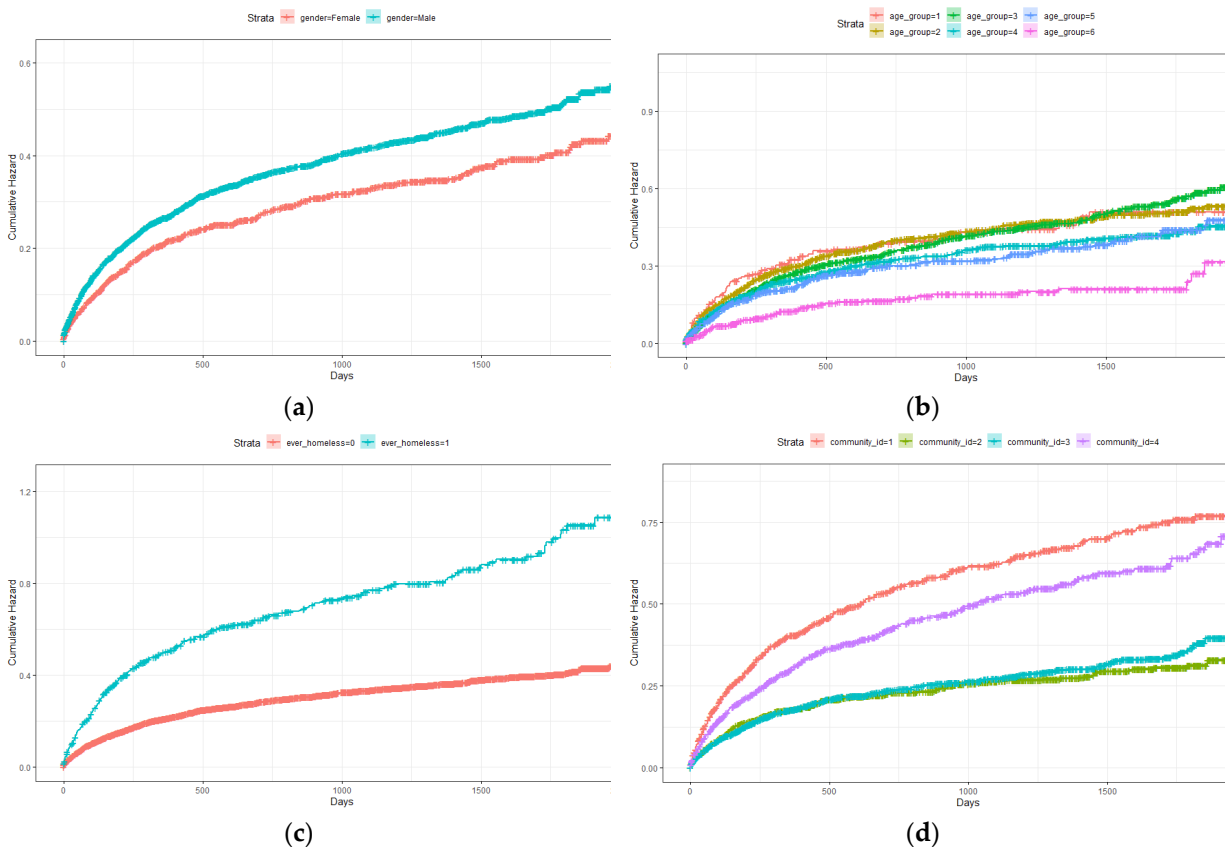 Strata gender=Female gender=Male
0.6
0.4
0.2
0.0
Cumulative Hazard
0 500 1000 1500
Days
(a)
Strata age_group=1 age_group=3 age_group=5
age_group=2 age_group=4 age_group=6
0.9
0.6
0.3
0.0
Cumulative Hazard
0 500 1000 1500
Days
(b)
Strata ever_homeless=0 ever_homeless=1
1.2
0.8
0.4
0.0
Cumulative Hazard
0 500 1000 1500
Days
(c)
Strata community_id=1 community_id=2 community_id=3 community_id=4
0.75
0.50
0.25
0.00
Cumulative Hazard
0 500 1000 1500
Days
(d)